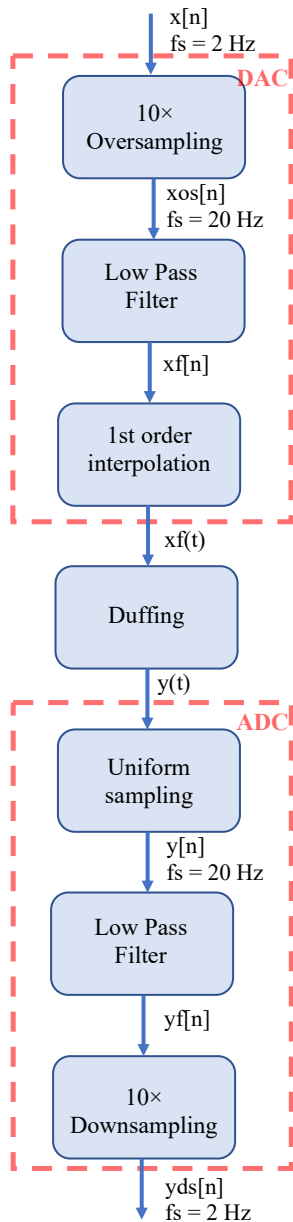 x[n]
fs = 2 Hz
DAC
10×
Oversampling
xos[n]
fs = 20 Hz
Low Pass
Filter
xf[n]
1st order
interpolation
xf(t)
Duffing
y(t)
ADC
Uniform
sampling
y[n]
fs = 20 Hz
Low Pass
Filter
yf[n]
10×
Downsampling
yds[n]
fs = 2 Hz